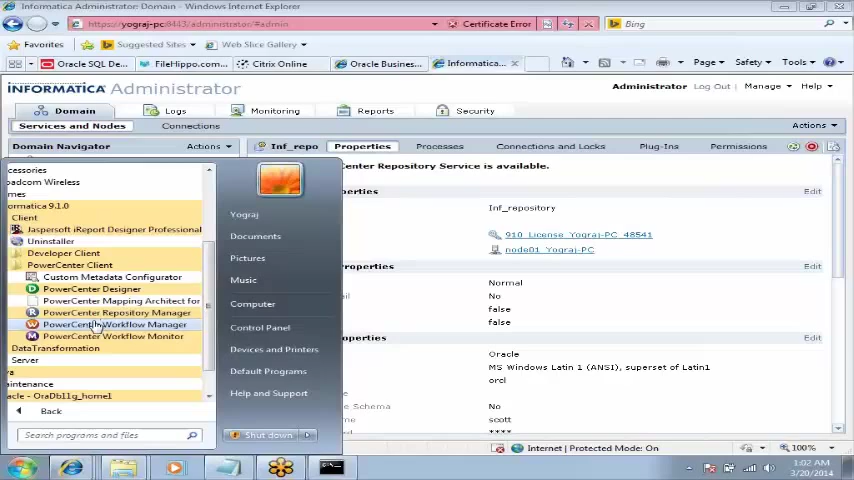 Informatica Administrator Domain - Windows Internet Explorer
https://yograj-pc:8443/administrator/#admin
Certificate Error
Bing
Favorites
Suggested Sites
Web Slice Gallery
Oracle SQL De...
FileHippo.com...
Citrix Online
Oracle Busines...
Informatica...
Page
Safety
Tools
INFORMATICA Administrator
Administrator
Log Out
Manage
Help
Domain
Logs
Monitoring
Reports
Security
Services and Nodes
Connections
Actions
Domain Navigator
Actions
Inf_repo
Properties
Processes
Connections and Locks
Plug-Ins
Permissions
Center Repository Service is available.
perties
Edit
Inf_repository
910_License_Yograj-PC_48541
node01_Yograj-PC
perties
Edit
Normal
No
false
false
perties
Edit
Oracle
MS Windows Latin 1 (ANSI), superset of Latin1
orcl
No
scott
****
e Schema
name
ccessories
oadcom Wireless
mes
formatica 9.1.0
Client
Jaspersoft iReport Designer Professional
Uninstaller
Developer Client
PowerCenter Client
Custom Metadata Configurator
PowerCenter Designer
PowerCenter Mapping Architect for
PowerCenter Repository Manager
PowerCenter Workflow Manager
PowerCenter Workflow Monitor
DataTransformation
Server
va
aintenance
acle - OraDb11g_home1
Back
Search programs and files
Yograj
Documents
Pictures
Music
Computer
Control Panel
Devices and Printers
Default Programs
Help and Support
Shut down
Internet | Protected Mode: On
100%
1:02 AM
3/20/2014